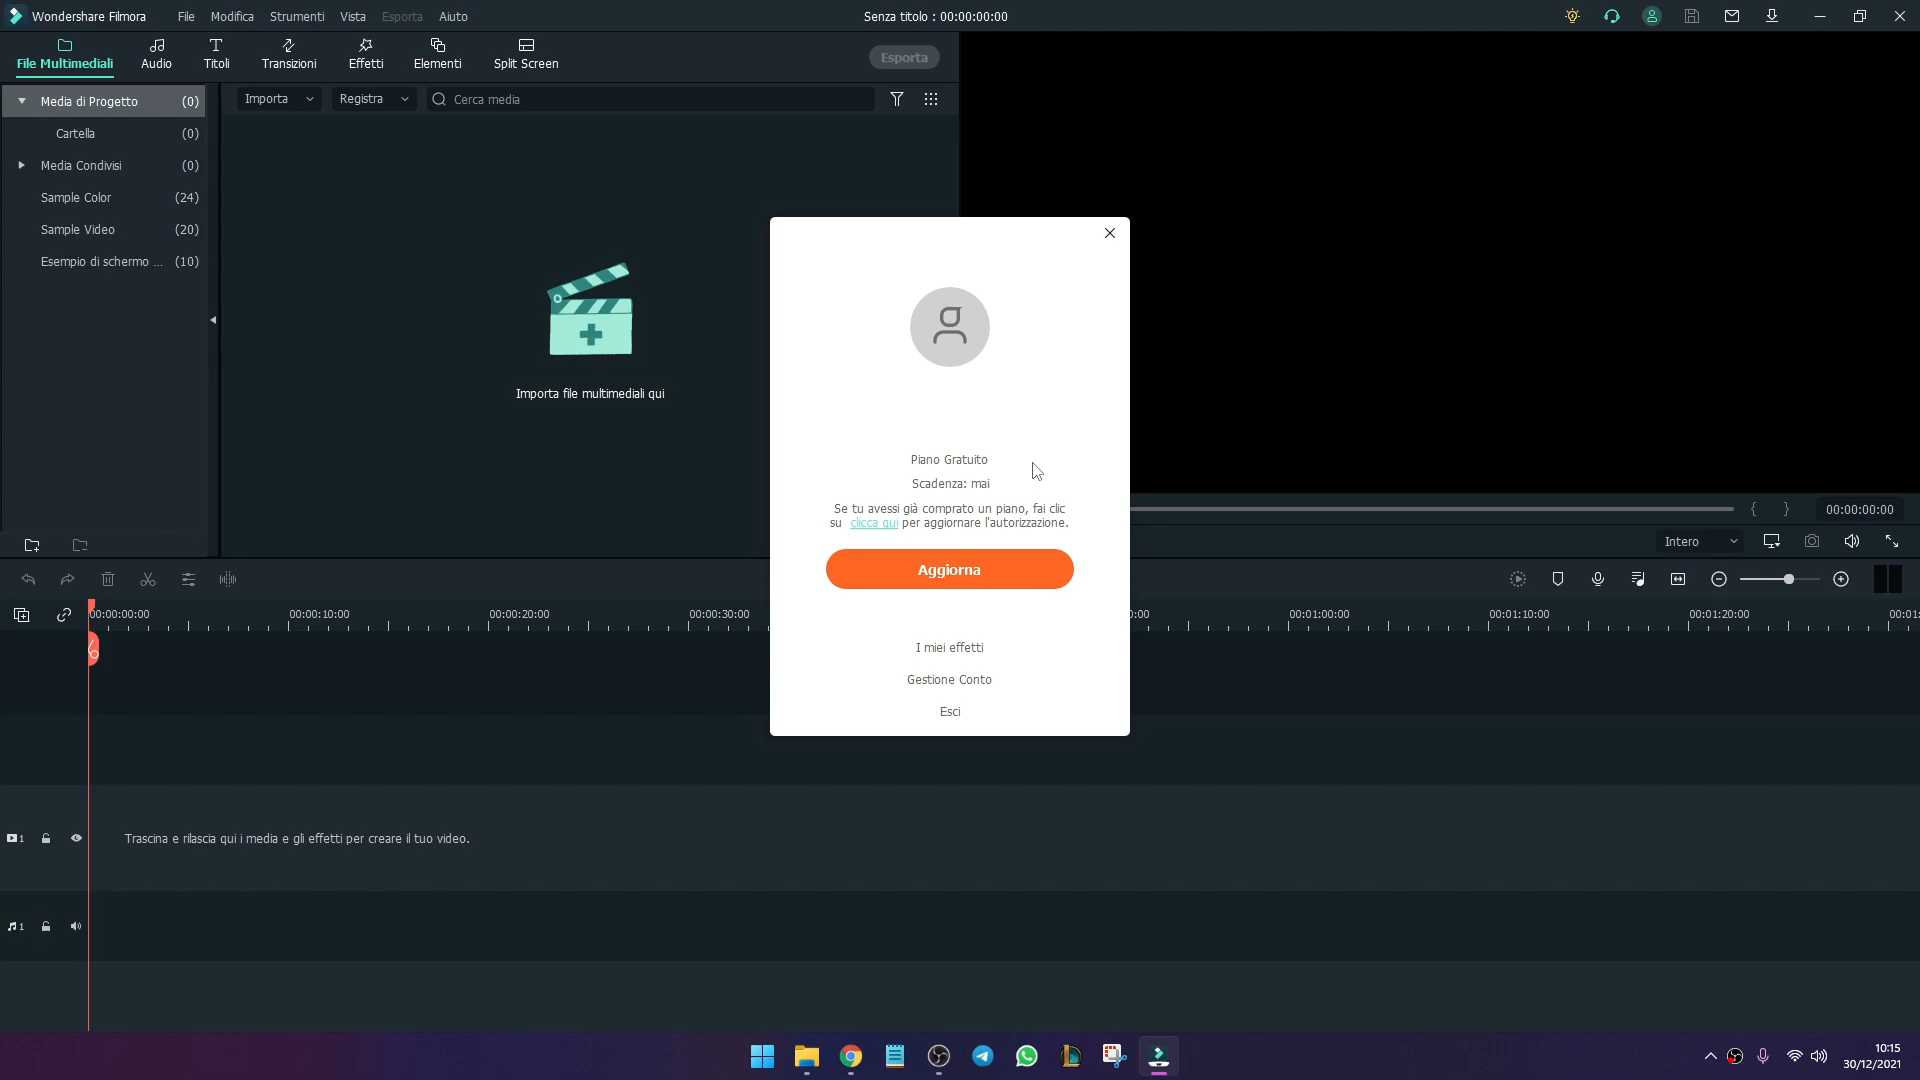 Wondershare Filmora File Modifica Strumenti Vista Esporta Aiuto Senza titolo : 00:00:00:00
File Multimediali Audio Titoli Transizioni Effetti Elementi Split Screen Esporta
Media di Progetto (0)
Cartella (0)
Media Condivisi (0)
Sample Color (24)
Sample Video (20)
Esempio di schermo ... (10)
Importa Registra Cerca media
Importa file multimediali qui
Piano Gratuito
Scadenza: mai
Se tu avessi già comprato un piano, fai clic
su clicca qui per aggiornare l'autorizzazione.
Aggiorna
I miei effetti
Gestione Conto
Esci
{ } 00:00:00:00
Intero
00:00:00:00 00:00:10:00 00:00:20:00 00:00:30:00 0:00 00:01:00:00 00:01:10:00 00:01:20:00 00:01:
1 Trascina e rilascia qui i media e gli effetti per creare il tuo video.
1
10:15
30/12/2021